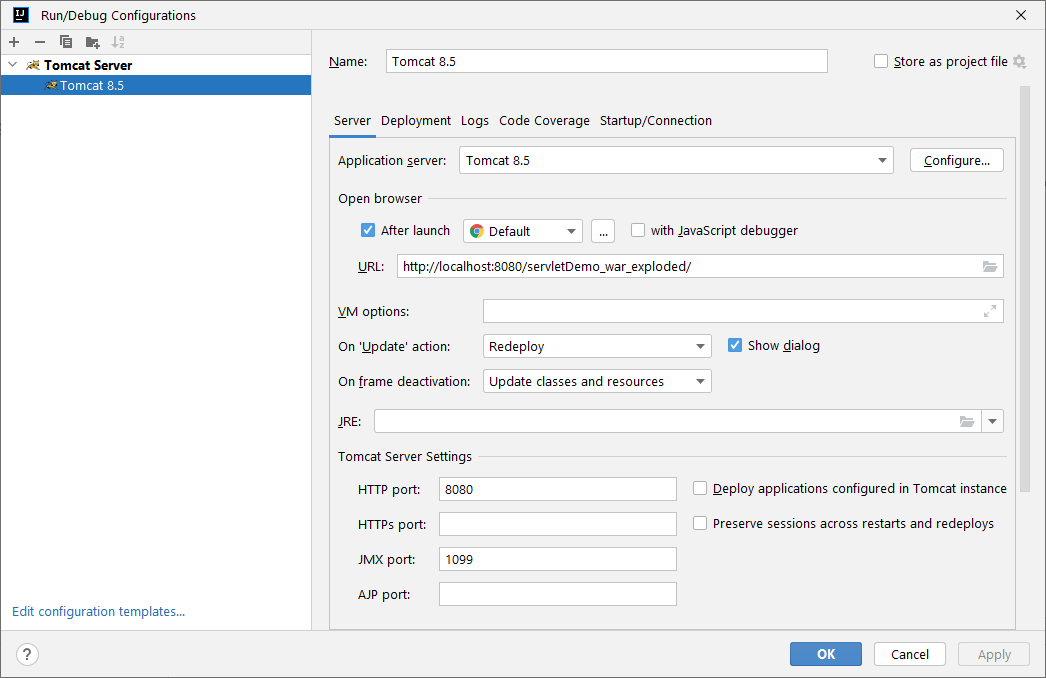 Run/Debug Configurations
Tomcat Server
Tomcat 8.5
Edit configuration templates...
Name: Tomcat 8.5 Store as project file
Server Deployment Logs Code Coverage Startup/Connection
Application server: Tomcat 8.5 Configure...
Open browser
After launch Default ... with JavaScript debugger
URL: http://localhost:8080/servletDemo_war_exploded/
VM options:
On 'Update' action: Redeploy Show dialog
On frame deactivation: Update classes and resources
JRE:
Tomcat Server Settings
HTTP port: 8080 Deploy applications configured in Tomcat instance
HTTPs port: Preserve sessions across restarts and redeploys
JMX port: 1099
AJP port:
? OK Cancel Apply